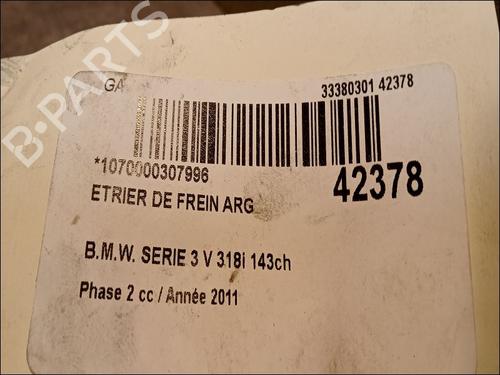 B-PARTS
GA 33380301 42378
*1070000307996
42378
ETRIER DE FREIN ARG
B.M.W. SERIE 3 V 318i 143ch
Phase 2 cc / Année 2011